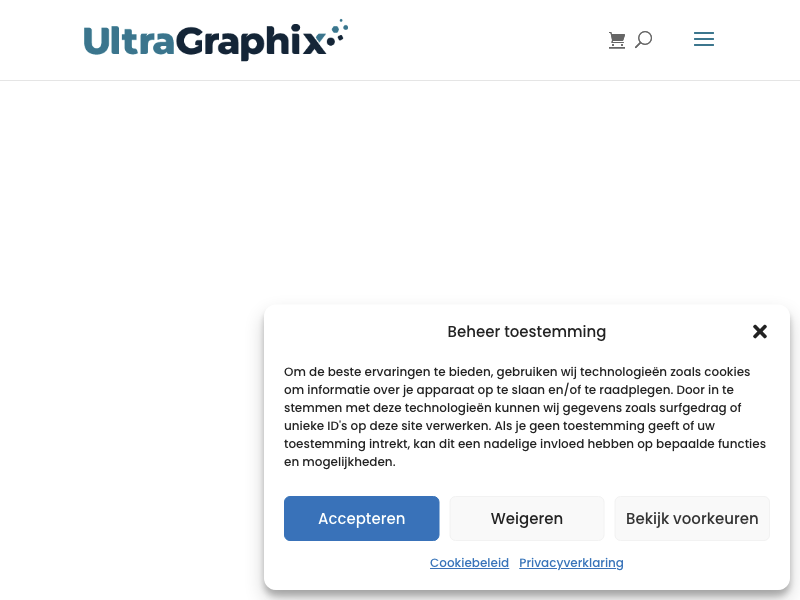 UltraGraphix
Beheer toestemming
Om de beste ervaringen te bieden, gebruiken wij technologieën zoals cookies
om informatie over je apparaat op te slaan en/of te raadplegen. Door in te
stemmen met deze technologieën kunnen wij gegevens zoals surfgedrag of
unieke ID's op deze site verwerken. Als je geen toestemming geeft of uw
toestemming intrekt, kan dit een nadelige invloed hebben op bepaalde functies
en mogelijkheden.
Accepteren Weigeren Bekijk voorkeuren
Cookiebeleid Privacyverklaring